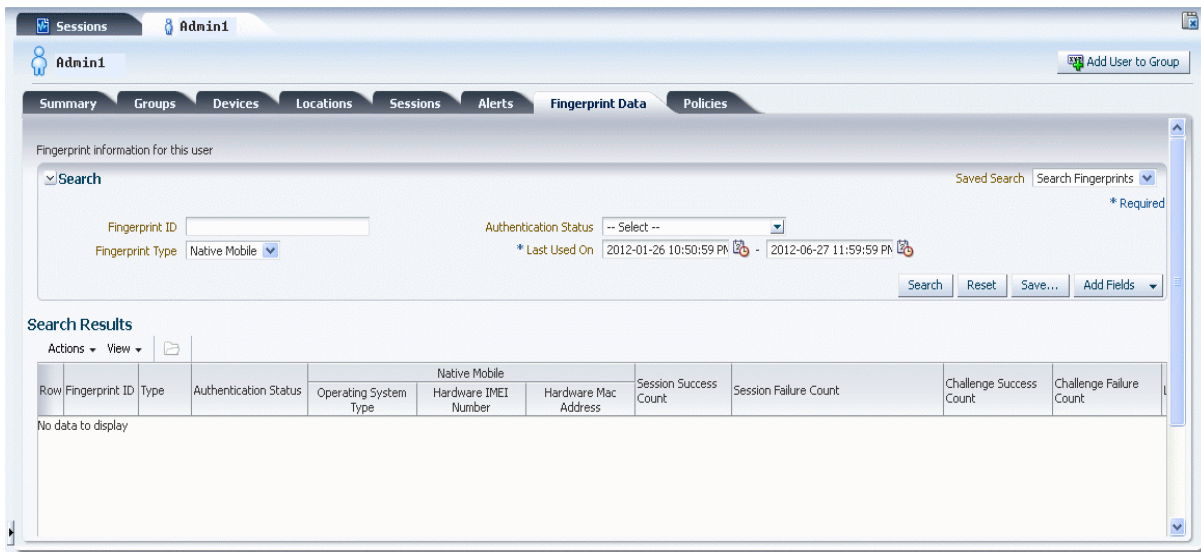 Sessions Admin1
Admin1 Add User to Group
Summary Groups Devices Locations Sessions Alerts Fingerprint Data Policies
Fingerprint information for this user
Search Saved Search Search Fingerprints
* Required
Fingerprint ID Authentication Status -- Select --
Fingerprint Type Native Mobile * Last Used On 2012-01-26 10:50:59 PM - 2012-06-27 11:59:59 PM
Search Reset Save... Add Fields
Search Results
Actions View
Native Mobile
Row Fingerprint ID Type Authentication Status Operating System Type Hardware IMEI Number Hardware Mac Address Session Success Count Session Failure Count Challenge Success Count Challenge Failure Count L
No data to display